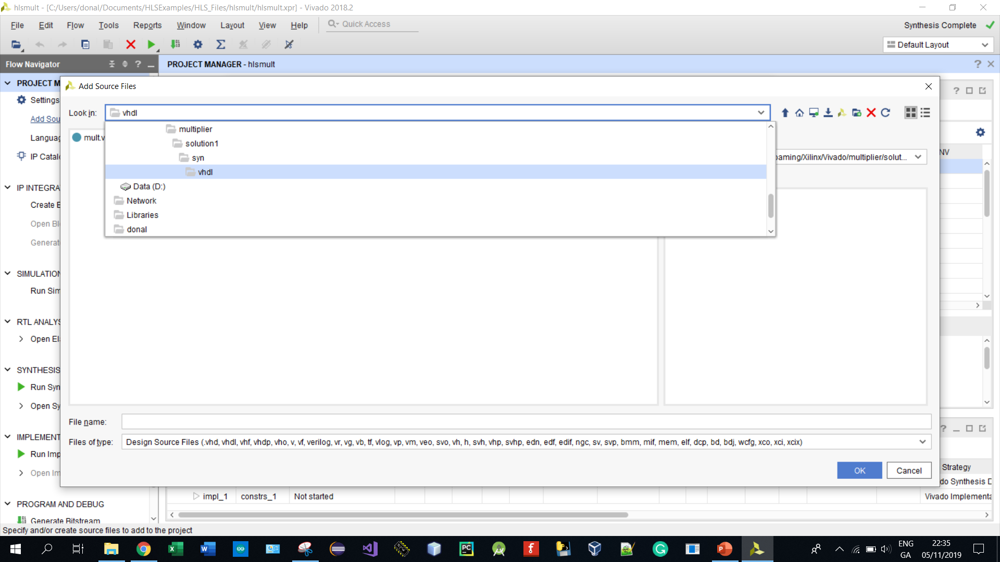 hlsmult - [C:/Users/donal/Documents/HLSExamples/HLS_Files/hlsmult/hlsmult.xpr] - Vivado 2018.2
File Edit Flow Tools Reports Window Layout View Help Quick Access
Synthesis Complete
Default Layout
Flow Navigator
PROJECT MANAGER - hlsmult
PROJECT M
Settings
Add Sou
Languag
IP Catal
IP INTEGRA
Create B
Open Bl
Generat
SIMULATION
Run Sim
RTL ANALYS
Open El
SYNTHESIS
Run Syn
Open Sy
IMPLEMENT
Run Imp
Open Im
PROGRAM AND DEBUG
Generate Bitstream
Add Source Files
Look in: vhdl
multiplier
solution1
syn
vhdl
Data (D:)
Network
Libraries
donal
mult.v
oaming/Xilinx/Vivado/multiplier/solut...
NV
File name:
Files of type: Design Source Files (.vhd, vhdl, vhf, vhdp, vho, v, vf, verilog, vr, vg, vb, tf, vlog, vp, vm, veo, svo, vh, h, svh, vhp, svhp, edn, edf, edif, ngc, sv, svp, bmm, mif, mem, elf, dcp, bd, bdj, wcfg, xco, xci, xcix)
OK Cancel
Strategy
do Synthesis D
impl_1 constrs_1 Not started Vivado Implementa
Specify and/or create source files to add to the project
ENG
GA
22:35
05/11/2019